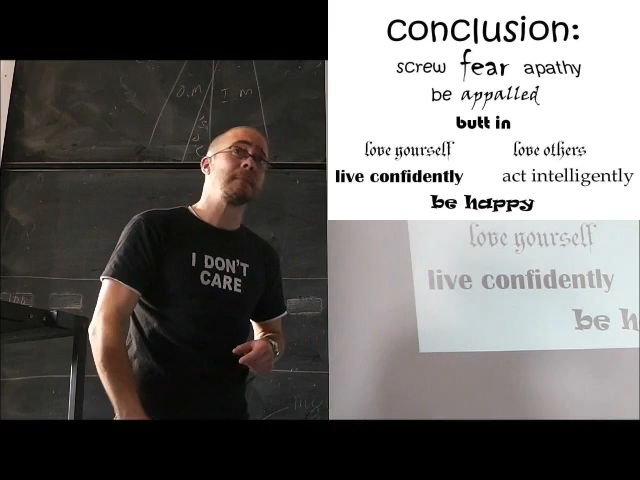 conclusion:
screw fear apathy
be appalled
butt in
love yourself love others
live confidently act intelligently
be happy
I DON'T
CARE
love yourself
live confidently
be h